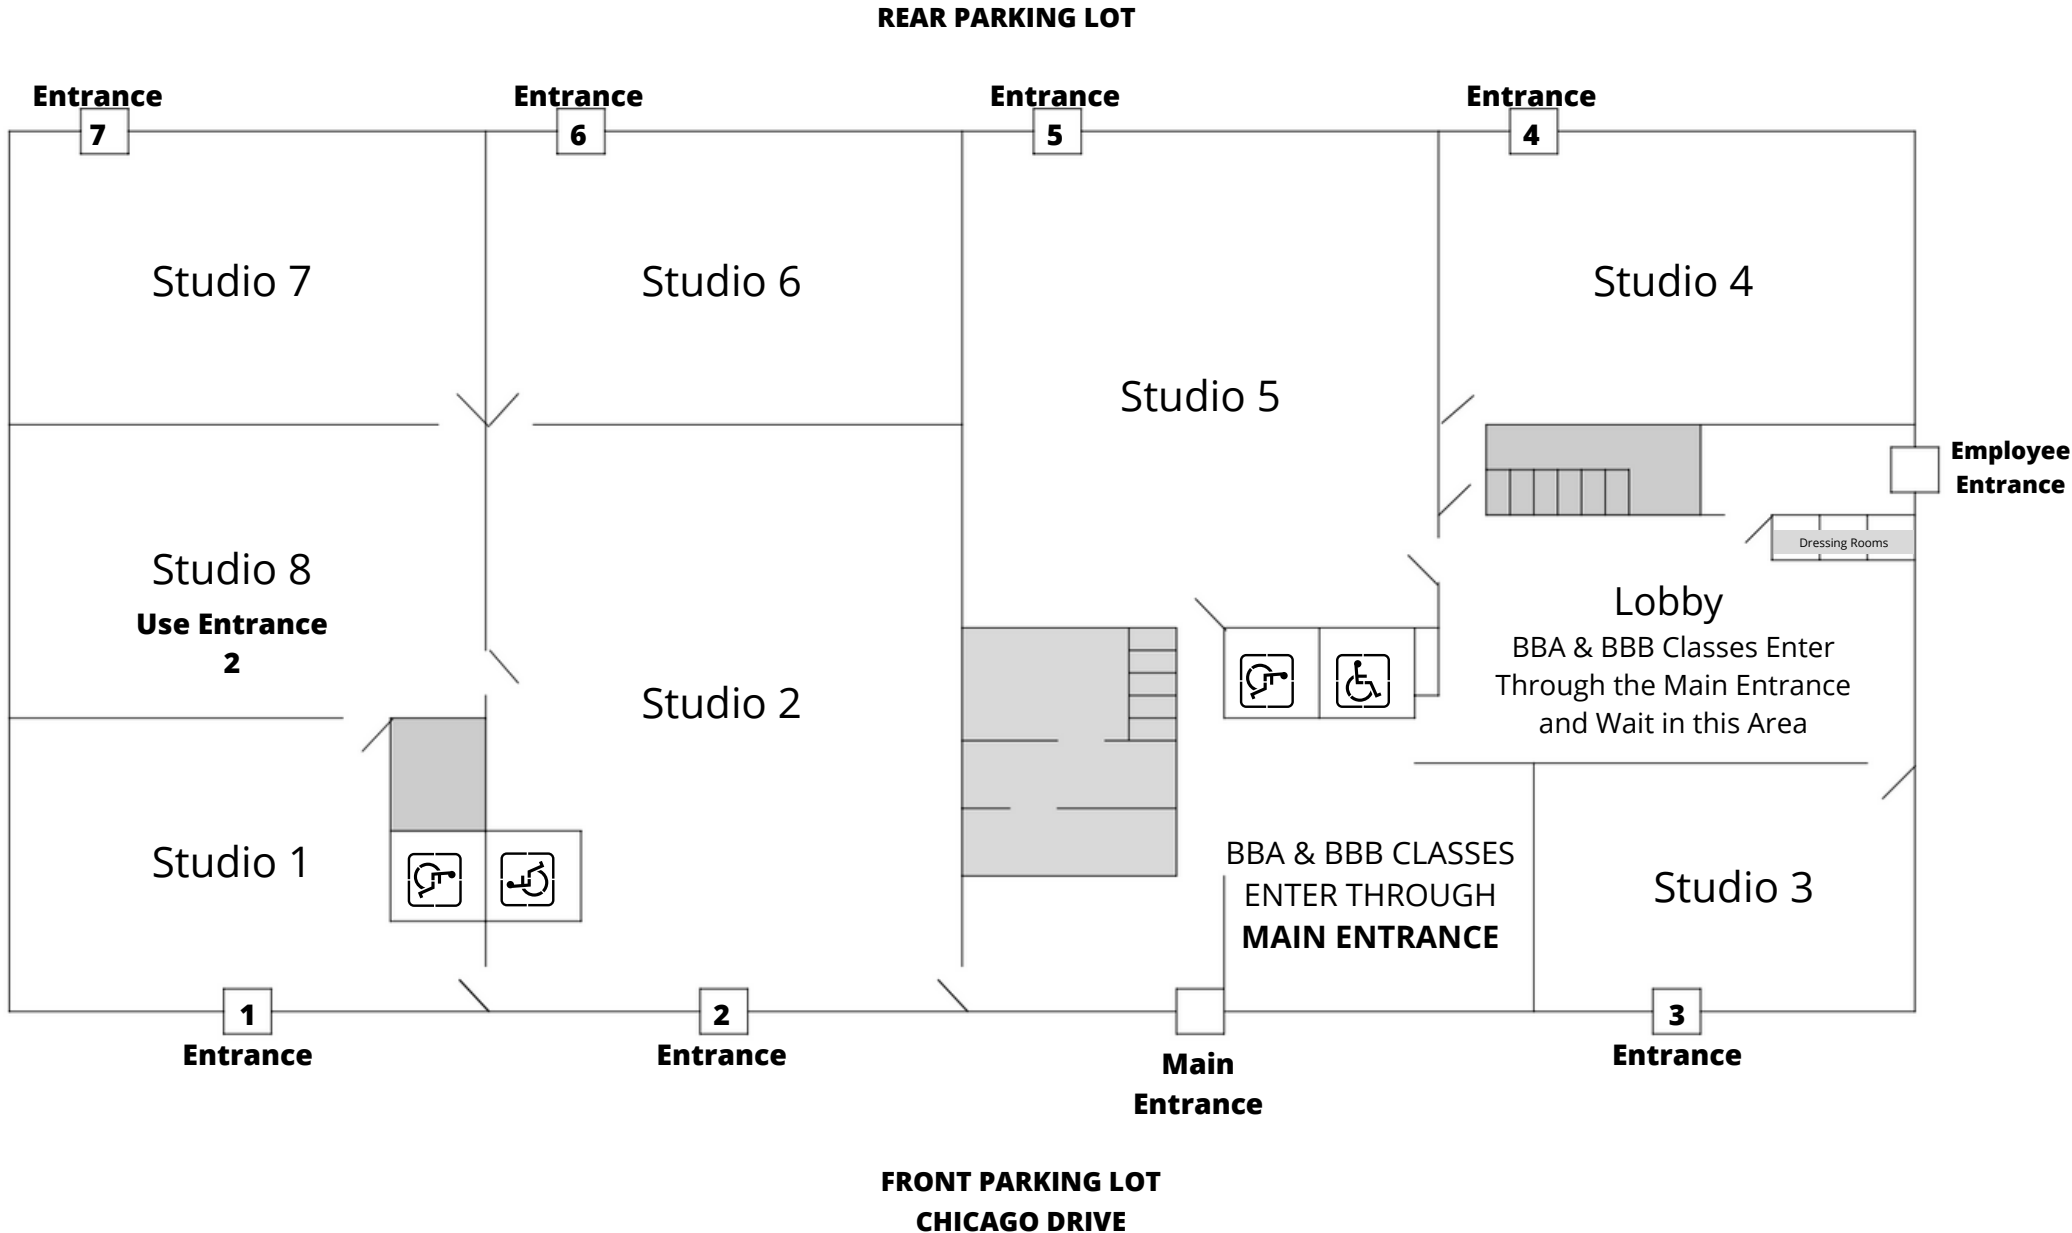 REAR PARKING LOT
Entrance
7
Entrance
6
Entrance
5
Entrance
4
Studio 7
Studio 6
Studio 5
Studio 4
Employee
Entrance
Dressing Rooms
Studio 8
Use Entrance
2
Studio 2
Lobby
BBA & BBB Classes Enter
Through the Main Entrance
and Wait in this Area
Studio 1
BBA & BBB CLASSES
ENTER THROUGH
MAIN ENTRANCE
Studio 3
1
Entrance
2
Entrance
Main
Entrance
3
Entrance
FRONT PARKING LOT
CHICAGO DRIVE